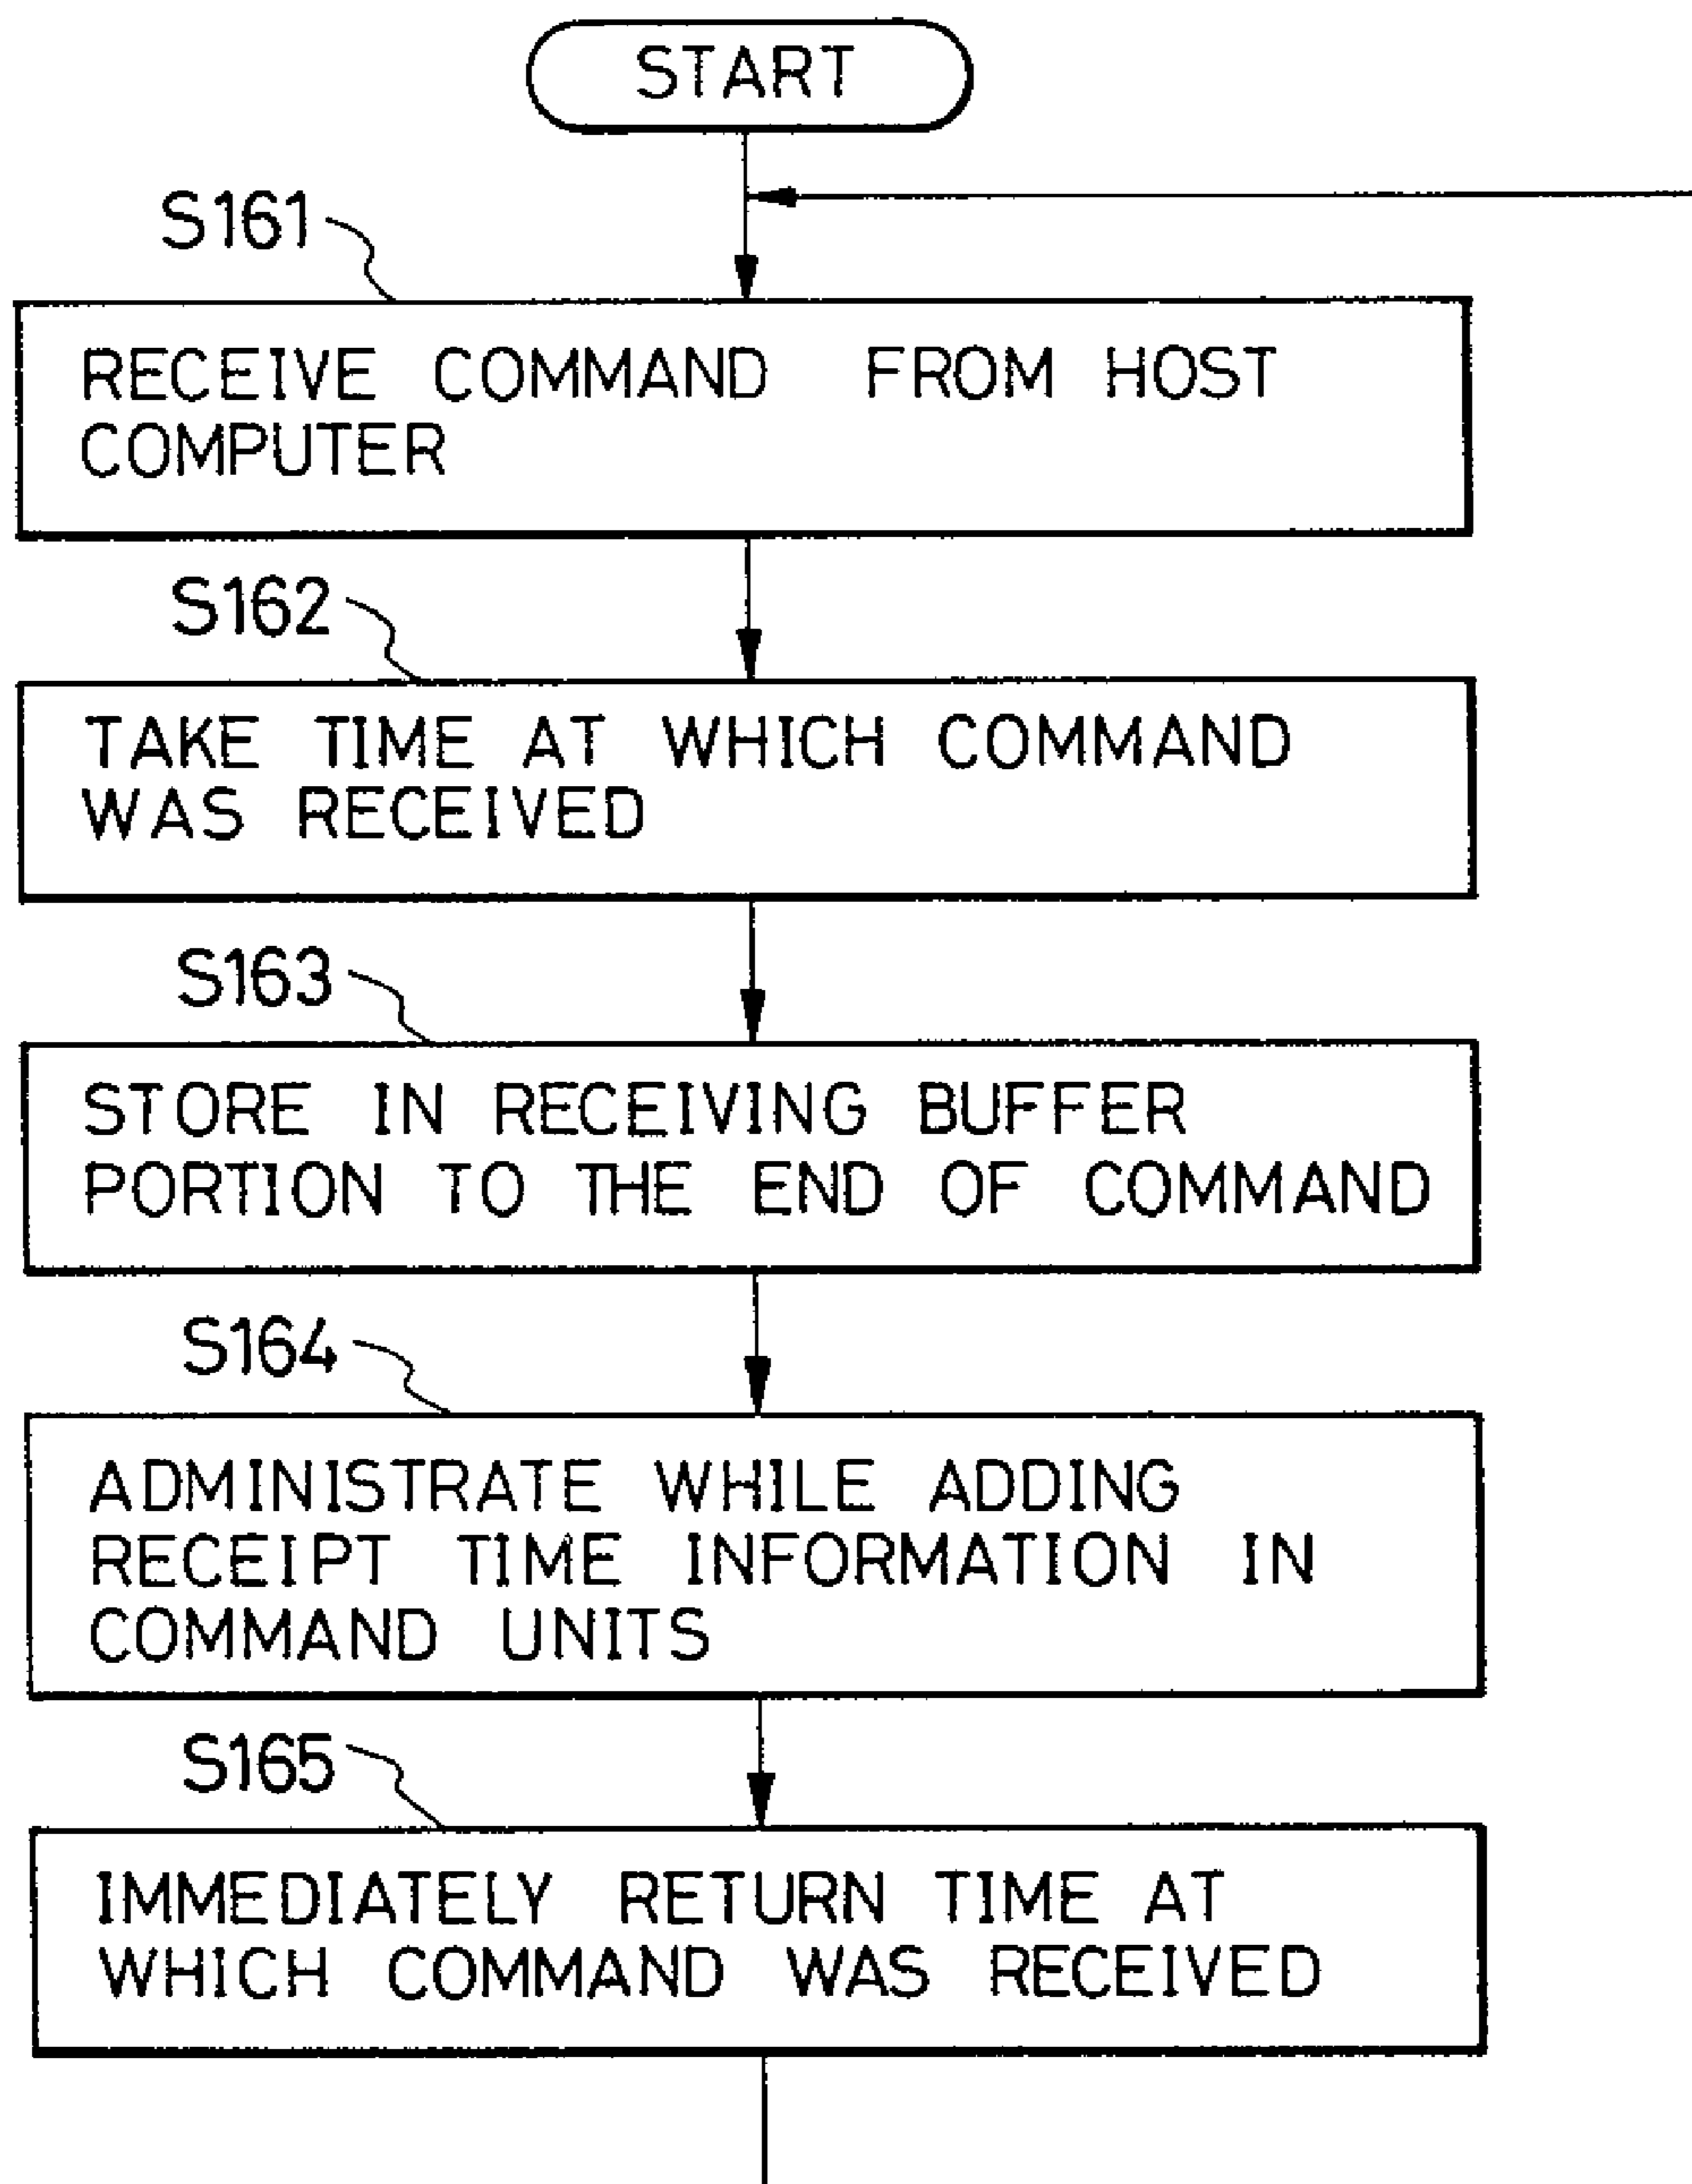 START
S161
RECEIVE COMMAND FROM HOST
COMPUTER
S162
TAKE TIME AT WHICH COMMAND
WAS RECEIVED
S163
STORE IN RECEIVING BUFFER
PORTION TO THE END OF COMMAND
S164
ADMINISTRATE WHILE ADDING
RECEIPT TIME INFORMATION IN
COMMAND UNITS
S165
IMMEDIATELY RETURN TIME AT
WHICH COMMAND WAS RECEIVED